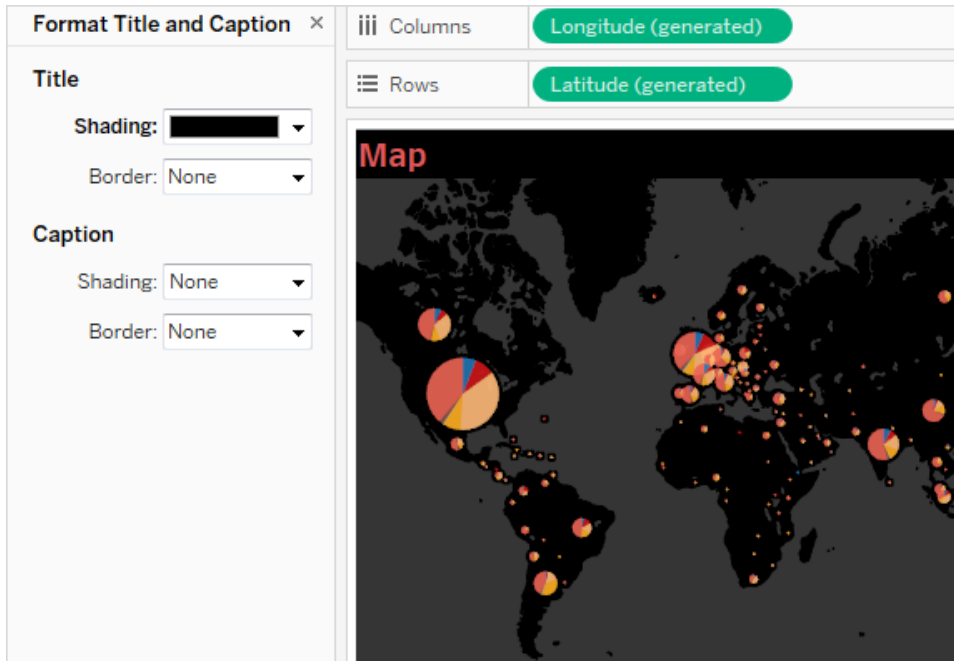 Format Title and Caption ×
Title
Shading:
Border: None
Caption
Shading: None
Border: None
Columns Longitude (generated)
Rows Latitude (generated)
Map